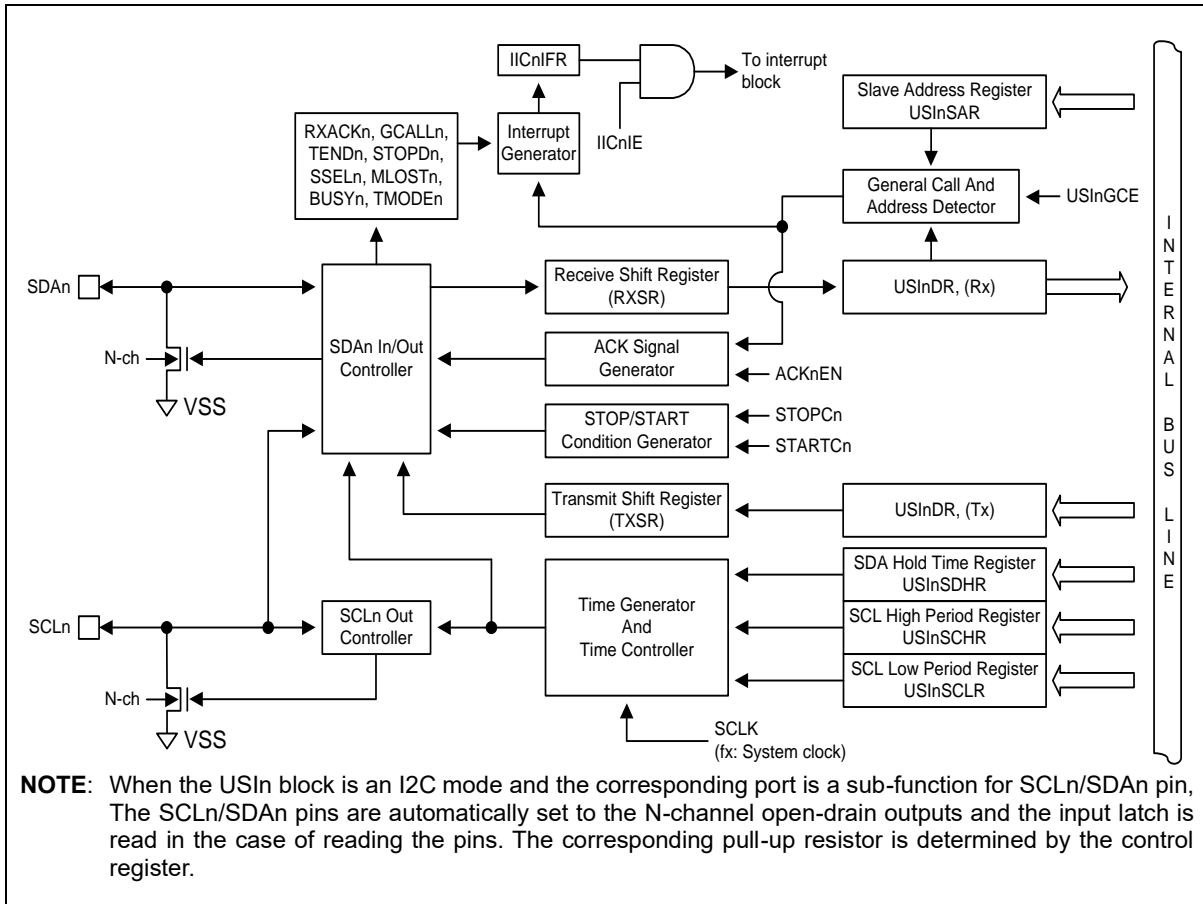 IICnIFR
To interrupt
block
IICnIE
Slave Address Register
USInSAR
RXACKn, GCALLn,
TENDn, STOPDn,
SSELn, MLOSTn,
BUSYn, TMODEn
Interrupt
Generator
General Call And
Address Detector
USInGCE
SDAn
N-ch
VSS
SDAn In/Out
Controller
Receive Shift Register
(RXSR)
USInDR, (Rx)
ACK Signal
Generator
ACKnEN
STOP/START
Condition Generator
STOPCn
STARTCn
Transmit Shift Register
(TXSR)
USInDR, (Tx)
SCLn
N-ch
VSS
SCLn Out
Controller
Time Generator
And
Time Controller
SDA Hold Time Register
USInSDHR
SCL High Period Register
USInSCHR
SCL Low Period Register
USInSCLR
SCLK
(fx: System clock)
INTERNAL BUS LINE
NOTE: When the USIn block is an I2C mode and the corresponding port is a sub-function for SCLn/SDAn pin,
The SCLn/SDAn pins are automatically set to the N-channel open-drain outputs and the input latch is
read in the case of reading the pins. The corresponding pull-up resistor is determined by the control
register.